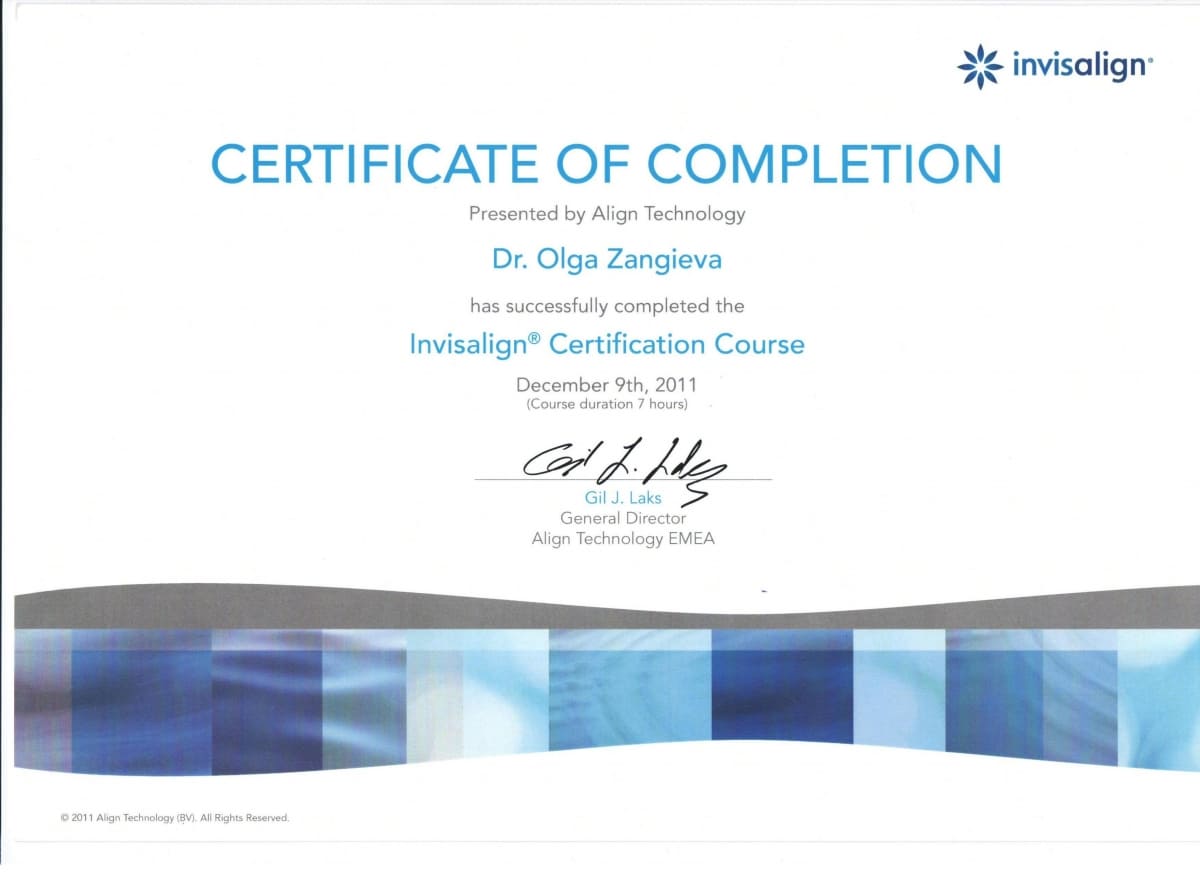 invisalign®
CERTIFICATE OF COMPLETION
Presented by Align Technology
Dr. Olga Zangieva
has successfully completed the
Invisalign® Certification Course
December 9th, 2011
(Course duration 7 hours)
Gil J. Laks
General Director
Align Technology EMEA
© 2011 Align Technology (BV). All Rights Reserved.